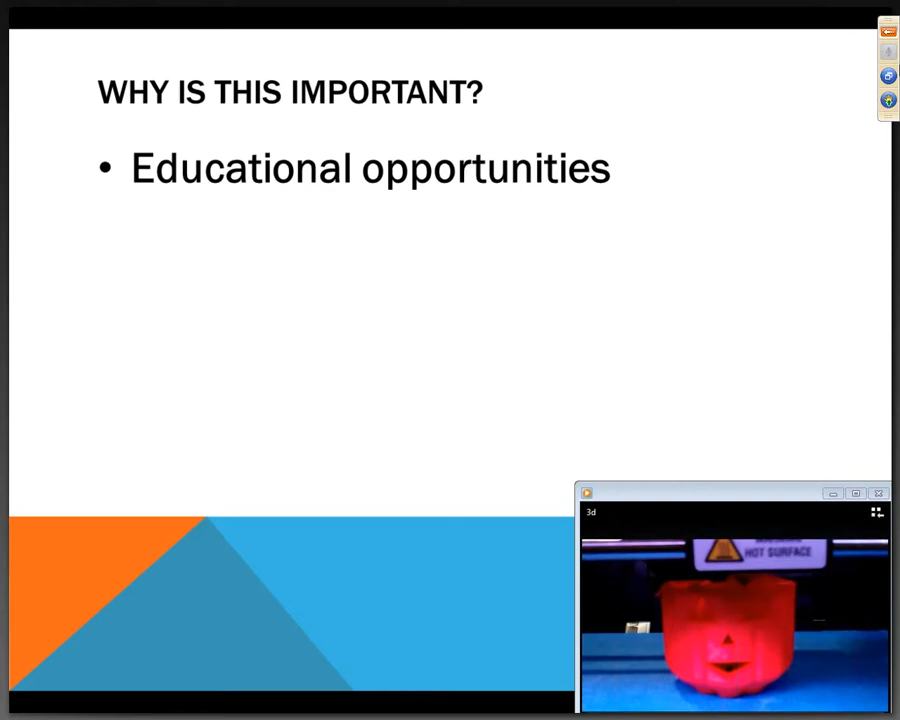 WHY IS THIS IMPORTANT?
• Educational opportunities
3d
HOT SURFACE